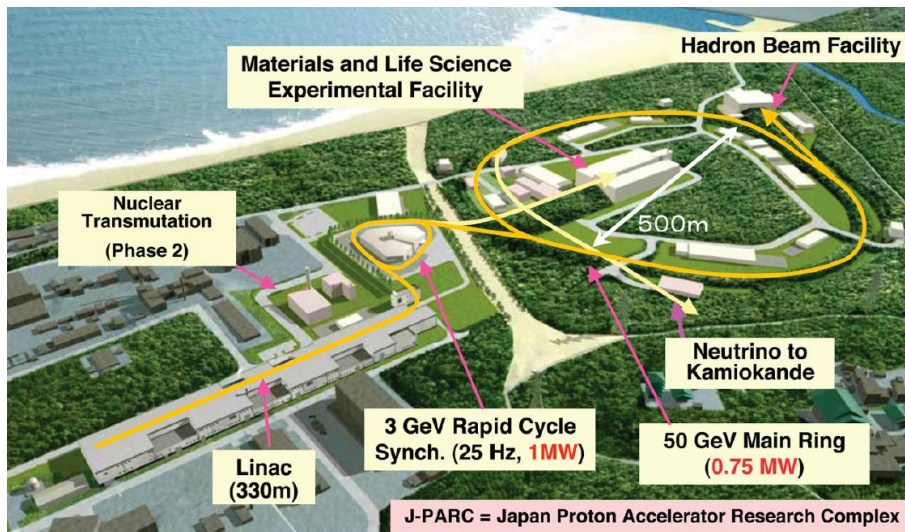 Hadron Beam Facility
Materials and Life Science
Experimental Facility
Nuclear
Transmutation
(Phase 2)
500m
Neutrino to
Kamiokande
3 GeV Rapid Cycle
Synch. (25 Hz, 1MW)
50 GeV Main Ring
(0.75 MW)
Linac
(330m)
J-PARC = Japan Proton Accelerator Research Complex